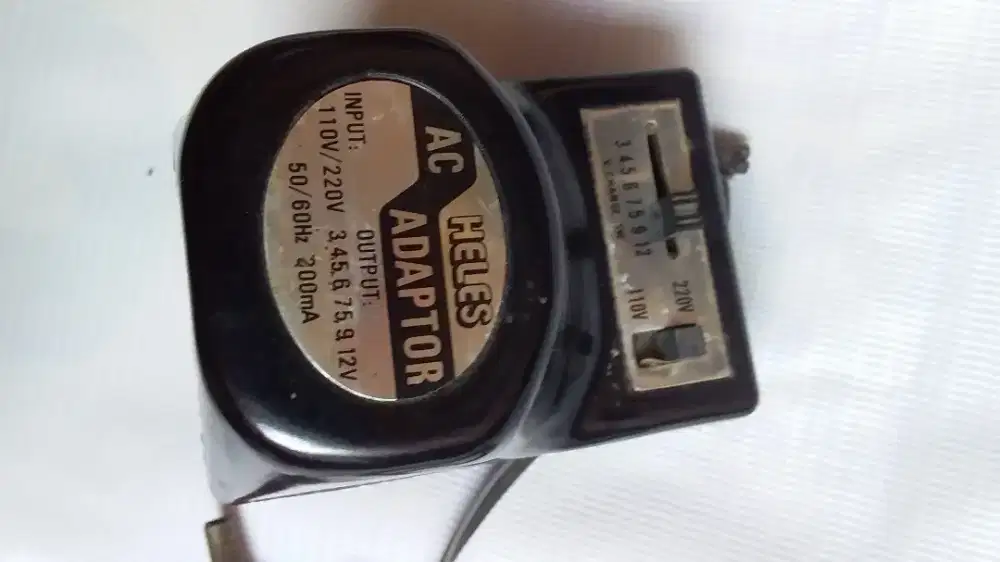 HELES
AC ADAPTOR
INPUT: OUTPUT:
110V/220V 3,4.5,6,7.5,9,12V
50/60Hz 200mA
3 4.5 6 7.5 9 12
220V
110V